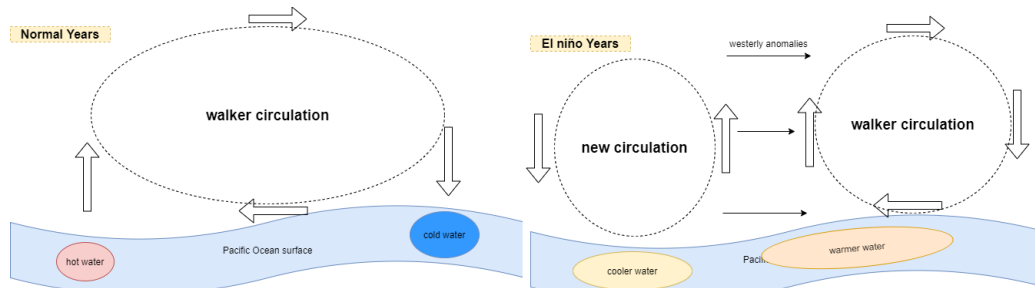 Normal Years
walker circulation
hot water
Pacific Ocean surface
cold water
El niño Years
westerly anomalies
new circulation
walker circulation
cooler water
Pacif
warmer water